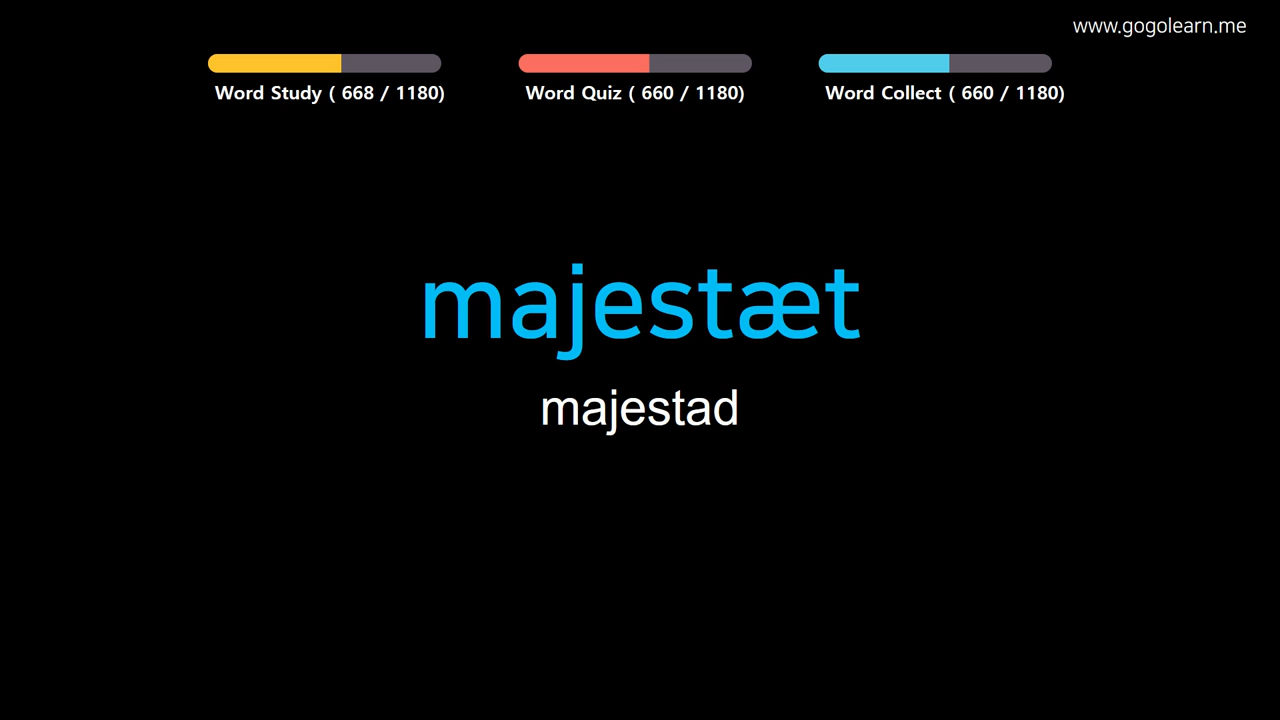 www.gogolearn.me
Word Study ( 668 / 1180)
Word Quiz ( 660 / 1180)
Word Collect ( 660 / 1180)
majestæt
majestad